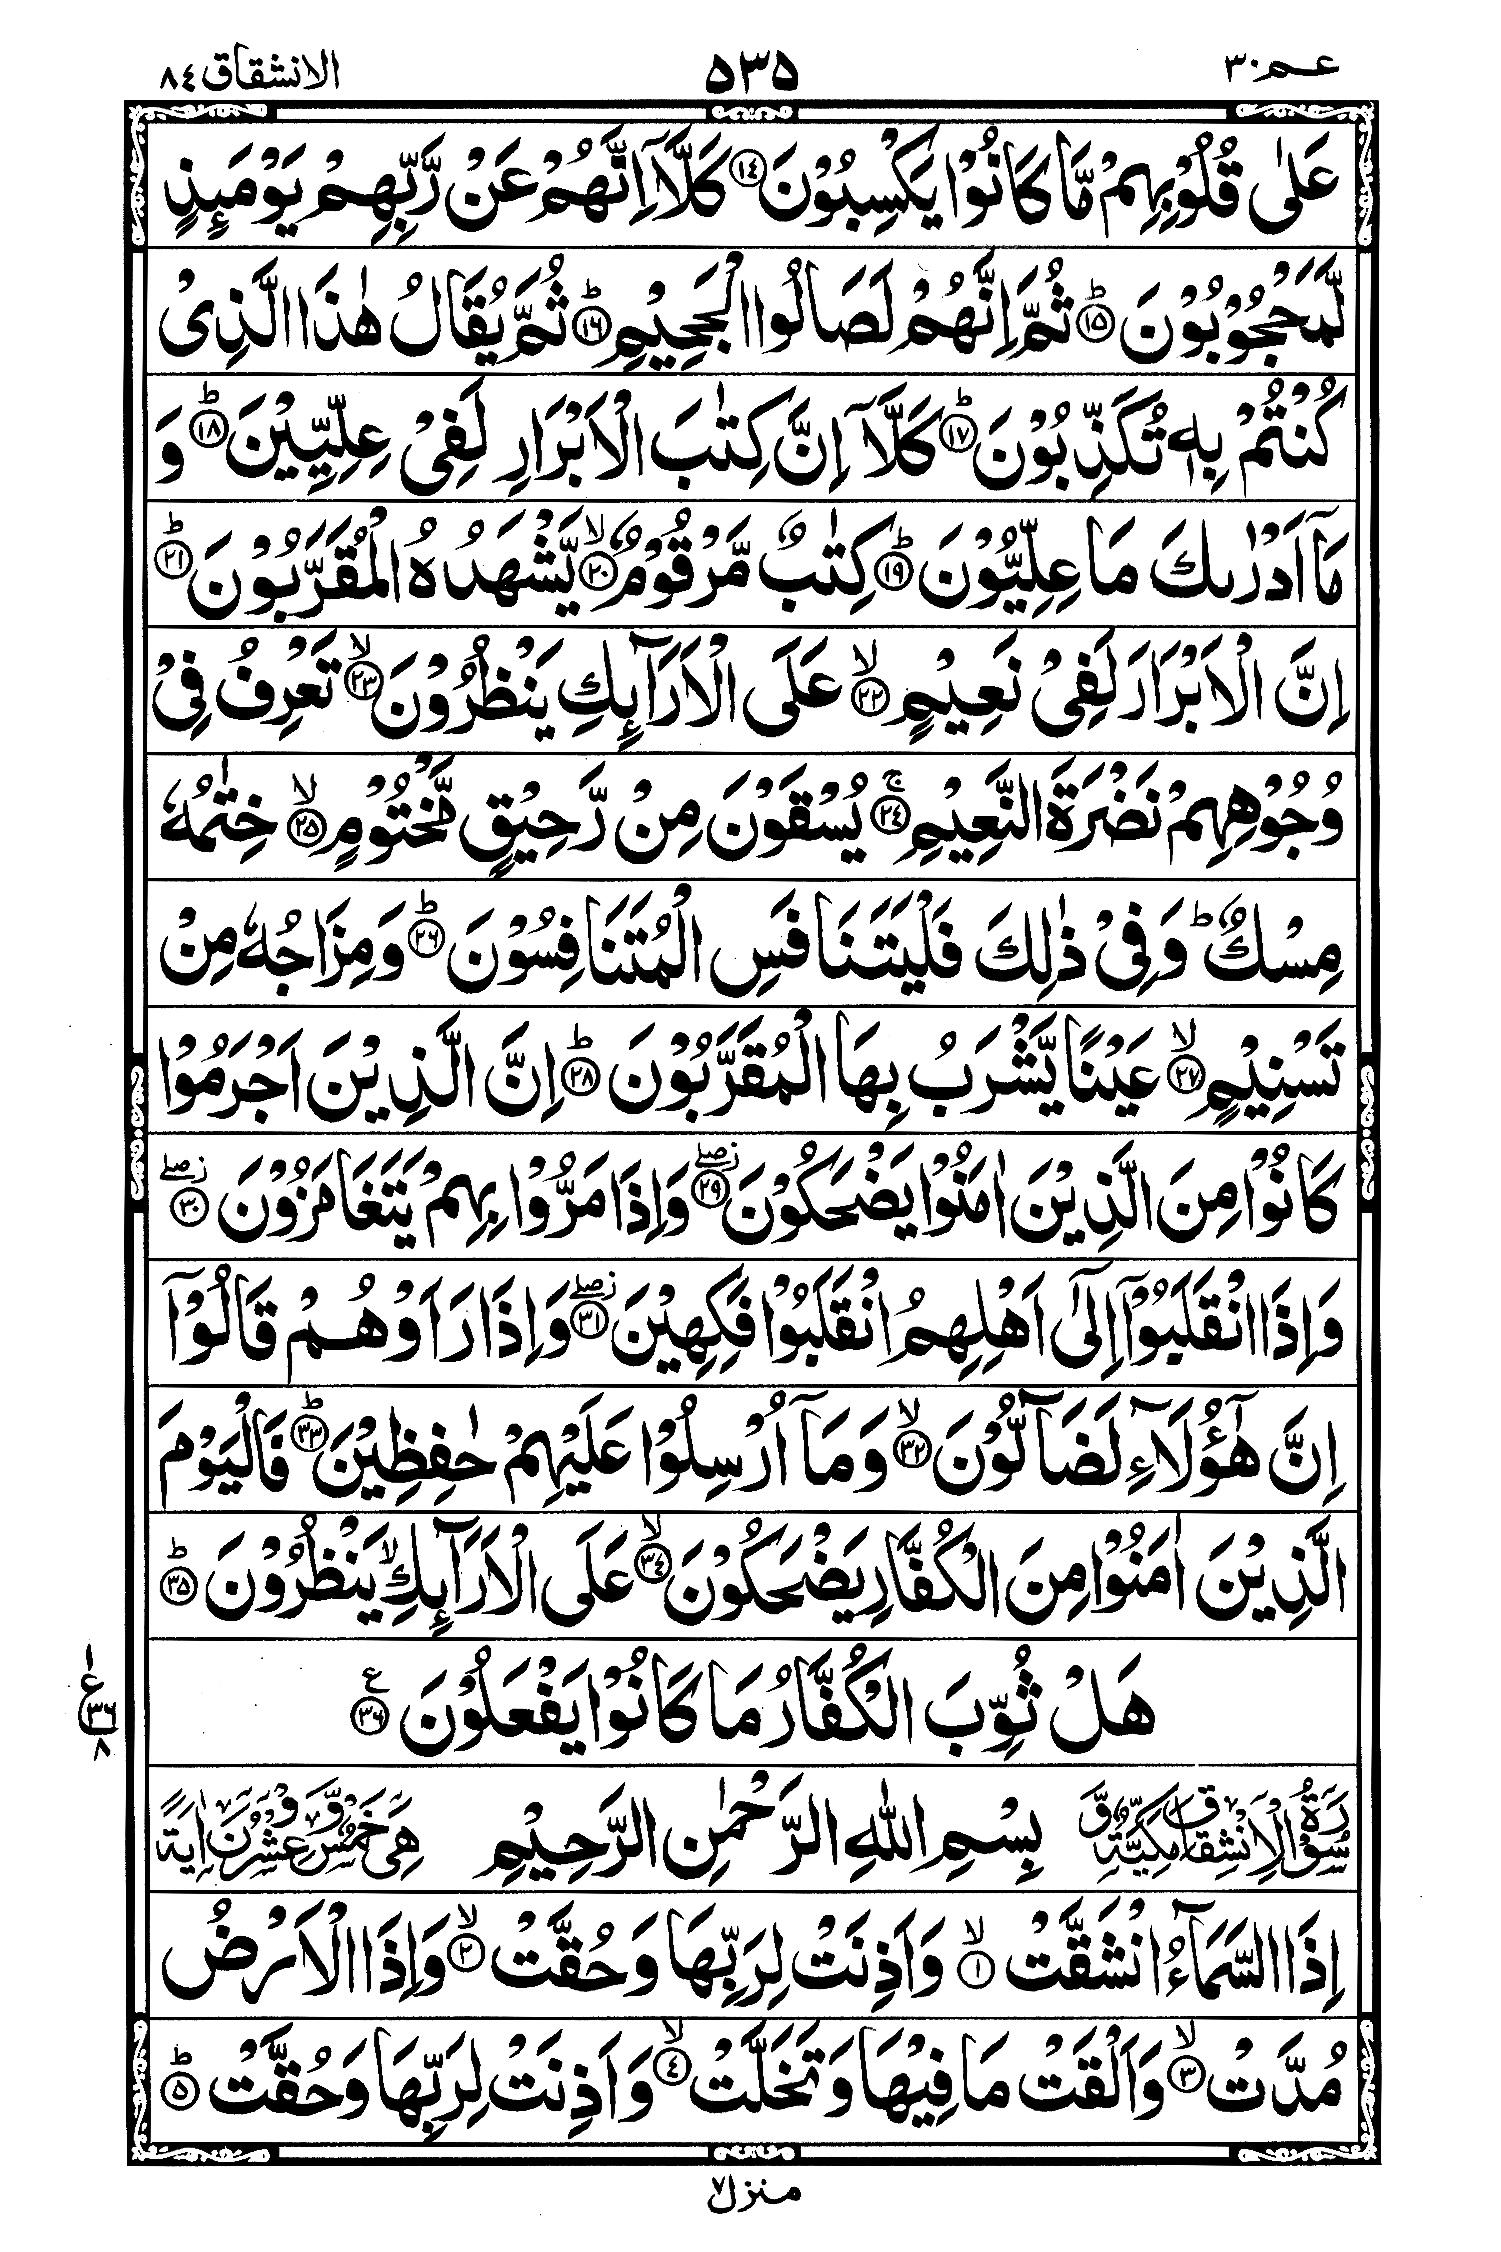 عـم ٣٠ ٥٣٥ الانشقاق ٨٤
عَلٰى قُلُوْبِهِمْ مَّا كَانُوْا يَكْسِبُوْنَ ﴿١٤﴾ كَلَّاۤ اِنَّهُمْ عَنْ رَّبِّهِمْ يَوْمَىِٕذٍ
لَّمَحْجُوْبُوْنَ ﴿١٥﴾ؕ ثُمَّ اِنَّهُمْ لَصَالُوا الْجَحِيْمِ ﴿١٦﴾ؕ ثُمَّ يُقَالُ هٰذَا الَّذِىْ
كُنْتُمْ بِهٖ تُكَذِّبُوْنَ ﴿١٧﴾ؕ كَلَّاۤ اِنَّ كِتٰبَ الْاَبْرَارِ لَفِىْ عِلِّيِّيْنَ ﴿١٨﴾ؕ وَ
مَاۤ اَدْرٰىكَ مَا عِلِّيُّوْنَ ﴿١٩﴾ؕ كِتٰبٌ مَّرْقُوْمٌ ﴿٢٠﴾ۙ يَّشْهَدُهُ الْمُقَرَّبُوْنَ ﴿٢١﴾ؕ
اِنَّ الْاَبْرَارَ لَفِىْ نَعِيْمٍ ﴿٢٢﴾ۙ عَلَى الْاَرَآىِٕكِ يَنْظُرُوْنَ ﴿٢٣﴾ۙ تَعْرِفُ فِىْ
وُجُوْهِهِمْ نَضْرَةَ النَّعِيْمِ ﴿٢٤﴾ۚ يُسْقَوْنَ مِنْ رَّحِيْقٍ مَّخْتُوْمٍ ﴿٢٥﴾ۙ خِتٰمُهٗ
مِسْكٌ ؕ وَفِىْ ذٰلِكَ فَلْيَتَنَافَسِ الْمُتَنَافِسُوْنَ ﴿٢٦﴾ؕ وَمِزَاجُهٗ مِنْ
تَسْنِيْمٍ ﴿٢٧﴾ۙ عَيْنًا يَّشْرَبُ بِهَا الْمُقَرَّبُوْنَ ﴿٢٨﴾ؕ اِنَّ الَّذِيْنَ اَجْرَمُوْا
كَانُوْا مِنَ الَّذِيْنَ اٰمَنُوْا يَضْحَكُوْنَ ﴿٢٩﴾ۖز وَاِذَا مَرُّوْا بِهِمْ يَتَغَامَزُوْنَ ﴿٣٠﴾ۖز
وَاِذَا انْقَلَبُوْۤا اِلٰٓى اَهْلِهِمُ انْقَلَبُوْا فَكِهِيْنَ ﴿٣١﴾ۖز وَاِذَا رَاَوْهُمْ قَالُوْۤا
اِنَّ هٰٓؤُلَآءِ لَضَآلُّوْنَ ﴿٣٢﴾ۙ وَمَاۤ اُرْسِلُوْا عَلَيْهِمْ حٰفِظِيْنَ ﴿٣٣﴾ؕ فَالْيَوْمَ
الَّذِيْنَ اٰمَنُوْا مِنَ الْكُفَّارِ يَضْحَكُوْنَ ﴿٣٤﴾ۙ عَلَى الْاَرَآىِٕكِ ۙ يَنْظُرُوْنَ ﴿٣٥﴾ؕ
هَلْ ثُوِّبَ الْكُفَّارُ مَا كَانُوْا يَفْعَلُوْنَ ﴿٣٦﴾ع
١ ع ٣٦ ٨
سُوْرَةُ الْاِنْشِقَاقِ مَكِّيَّةٌ وَّ بِسْمِ اللّٰهِ الرَّحْمٰنِ الرَّحِيْمِ هِىَ خَمْسٌ وَّعِشْرُوْنَ اٰيَةً
اِذَا السَّمَآءُ انْشَقَّتْ ﴿١﴾ۙ وَاَذِنَتْ لِرَبِّهَا وَحُقَّتْ ﴿٢﴾ۙ وَاِذَا الْاَرْضُ
مُدَّتْ ﴿٣﴾ۙ وَاَلْقَتْ مَا فِيْهَا وَتَخَلَّتْ ﴿٤﴾ۙ وَاَذِنَتْ لِرَبِّهَا وَحُقَّتْ ﴿٥﴾ؕ
منزل ٧